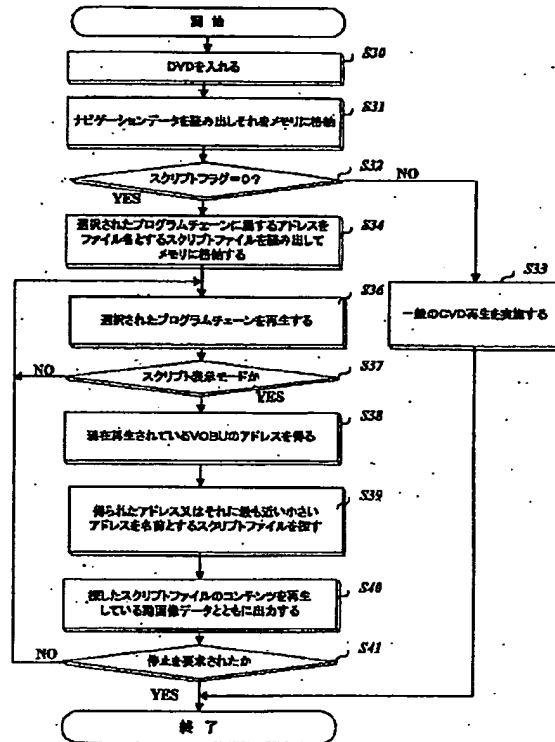 開始
DVDを入れる
S30
ナビゲーションデータを読み出しそれをメモリに格納
S31
スクリプトフラグ=0?
S32
YES
NO
選択されたプログラムチェーンに属するアドレスを
ファイル名とするスクリプトファイルを読み出して
メモリに格納する
S34
一般のCVD再生を実施する
S33
選択されたプログラムチェーンを再生する
S36
スクリプト表示モードか
S37
NO
YES
現在再生されているVOBUのアドレスを得る
S38
得られたアドレス又はそれに最も近い小さい
アドレスを名前とするスクリプトファイルを探す
S39
探したスクリプトファイルのコンテンツを再生
している動画像データとともに出力する
S40
停止を要求されたか
S41
NO
YES
終了